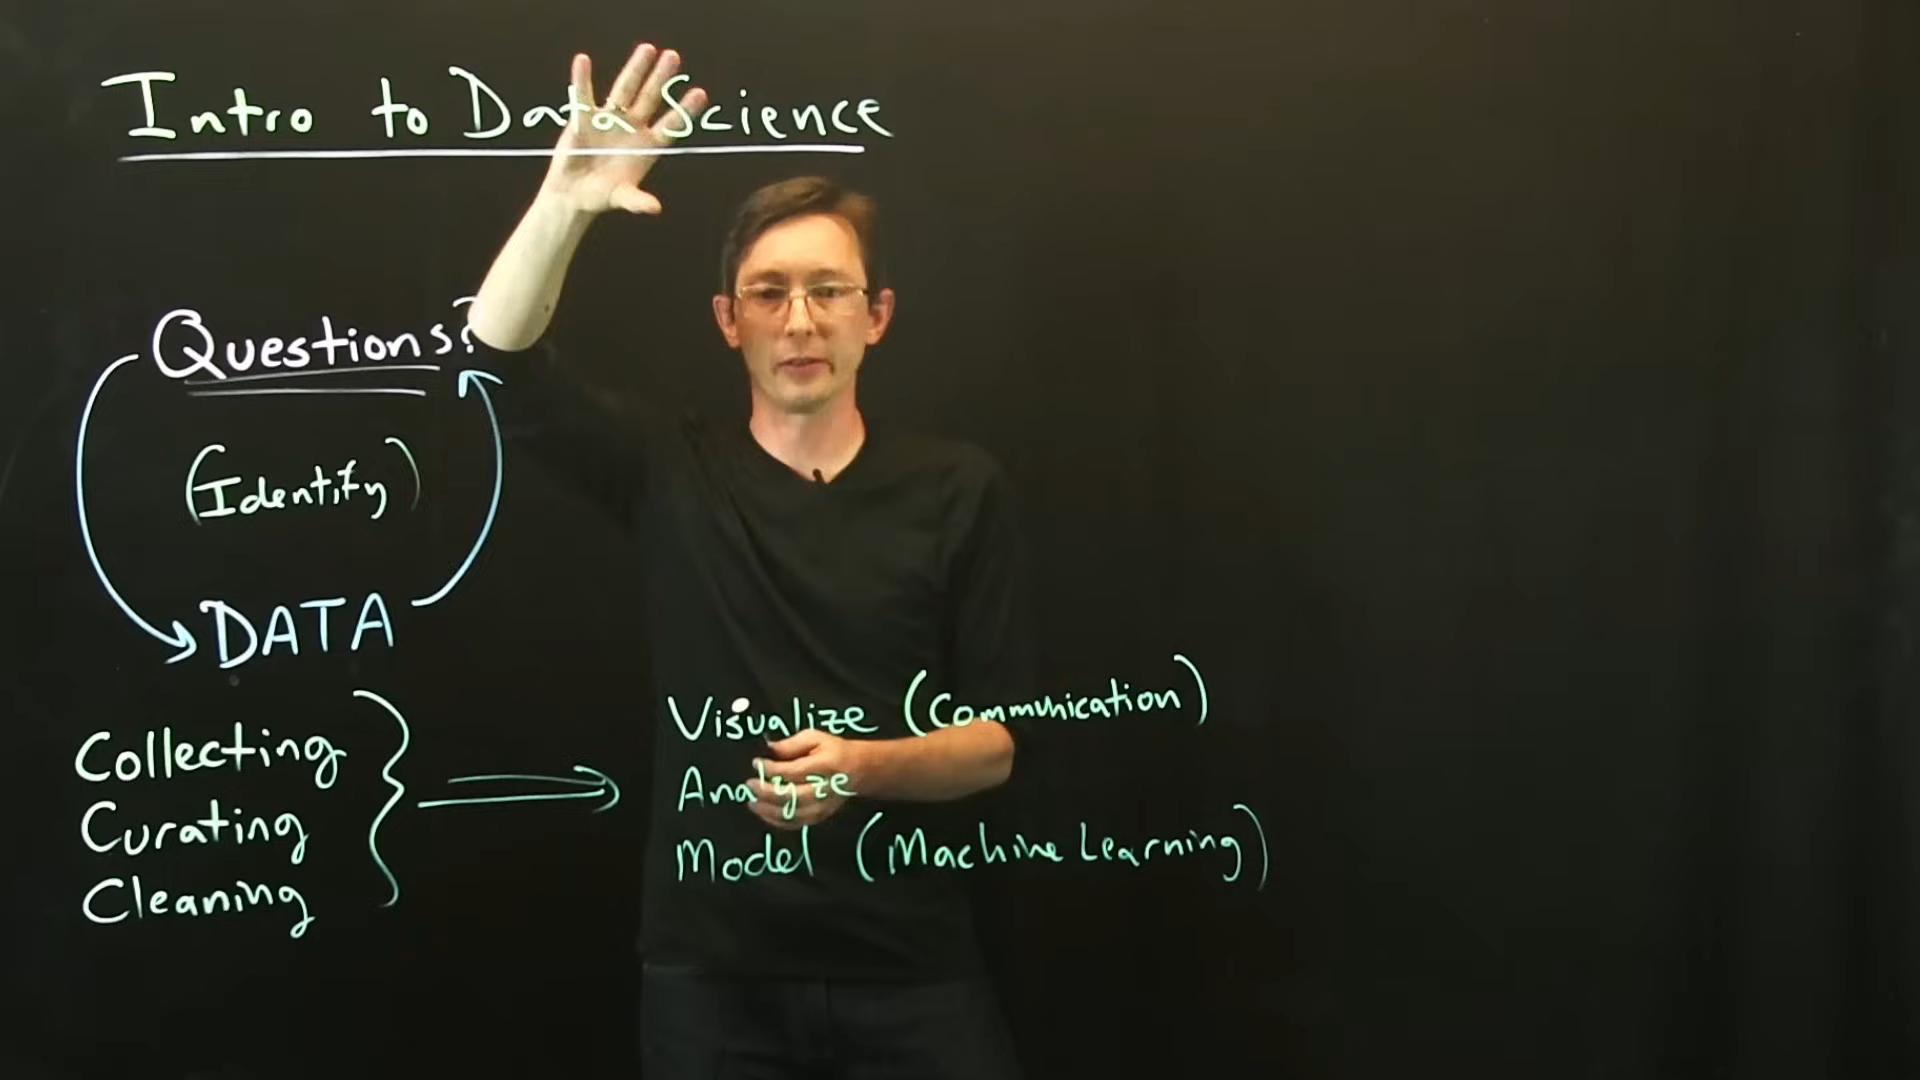 Intro to Data Science
Questions?
(Identify)
DATA
Collecting
Curating
Cleaning
Visualize (Communication)
Analyze
Model (Machine Learning)